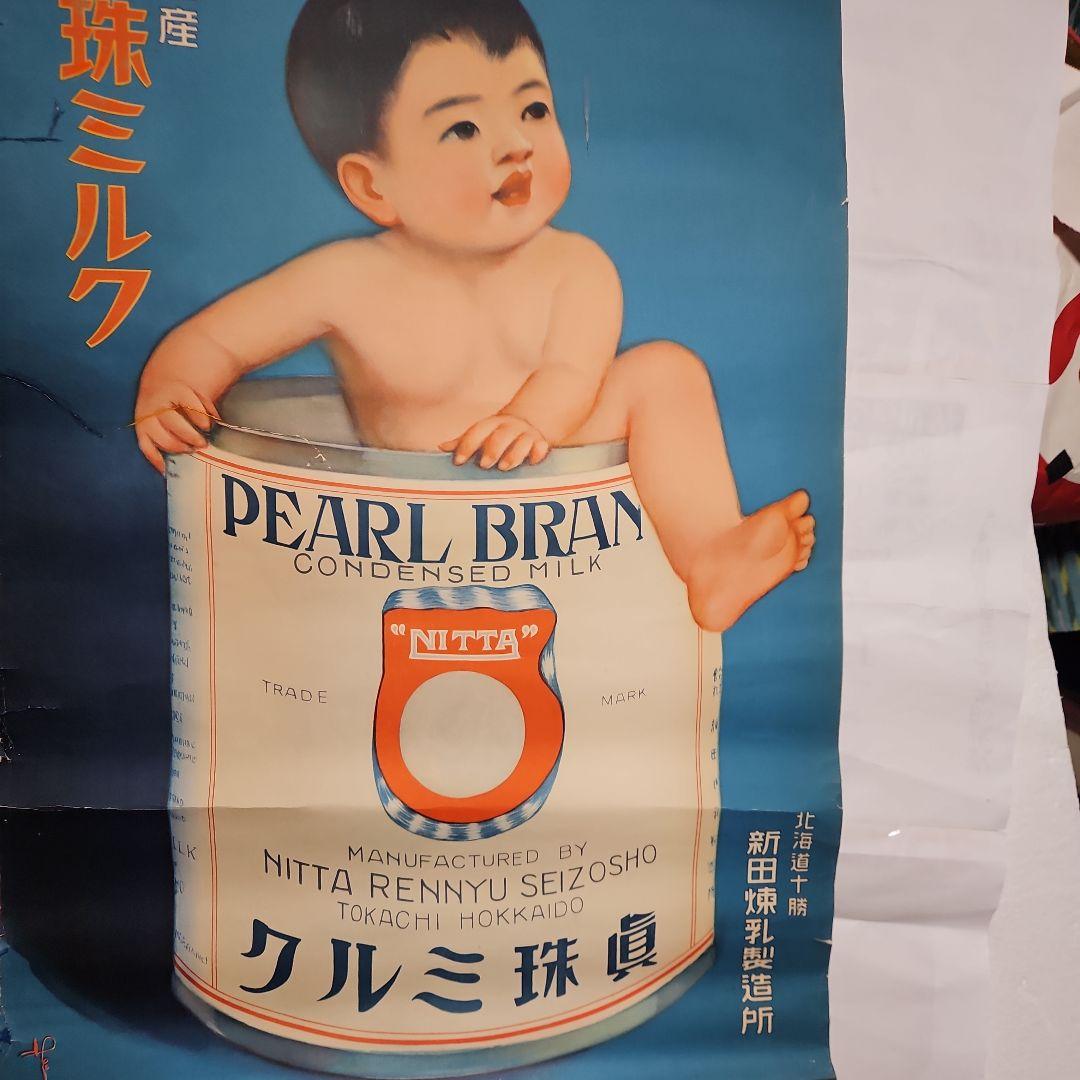 産
珠ミルク
PEARL BRAN
CONDENSED MILK
"NITTA"
TRADE MARK
MANUFACTURED BY
NITTA RENNYU SEIZOSHO
TOKACHI HOKKAIDO
クルミ珠眞
北海道十勝
新田煉乳製造所